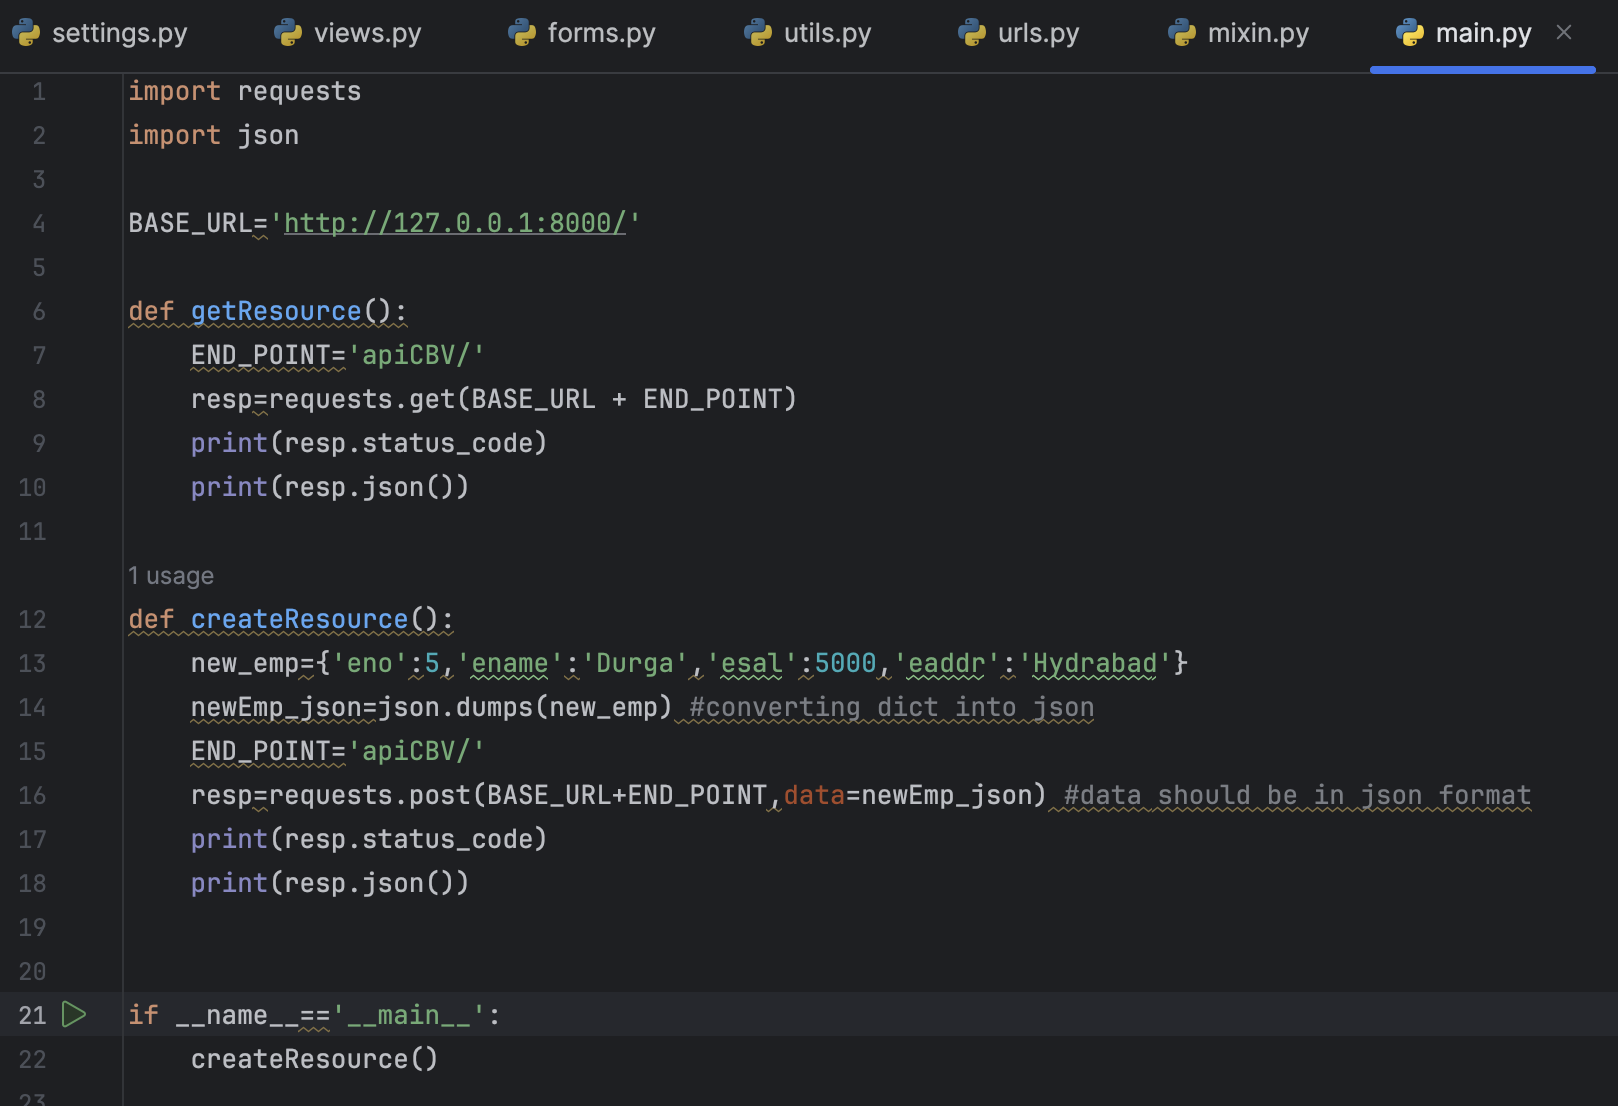 settings.py views.py forms.py utils.py urls.py mixin.py main.py
1 import requests
2 import json
3
4 BASE_URL='http://127.0.0.1:8000/'
5
6 def getResource():
7     END_POINT='apiCBV/'
8     resp=requests.get(BASE_URL + END_POINT)
9     print(resp.status_code)
10     print(resp.json())
11
1 usage
12 def createResource():
13     new_emp={'eno':5,'ename':'Durga','esal':5000,'eaddr':'Hydrabad'}
14     newEmp_json=json.dumps(new_emp) #converting dict into json
15     END_POINT='apiCBV/'
16     resp=requests.post(BASE_URL+END_POINT,data=newEmp_json) #data should be in json format
17     print(resp.status_code)
18     print(resp.json())
19
20
21 if __name__=='__main__':
22     createResource()
23